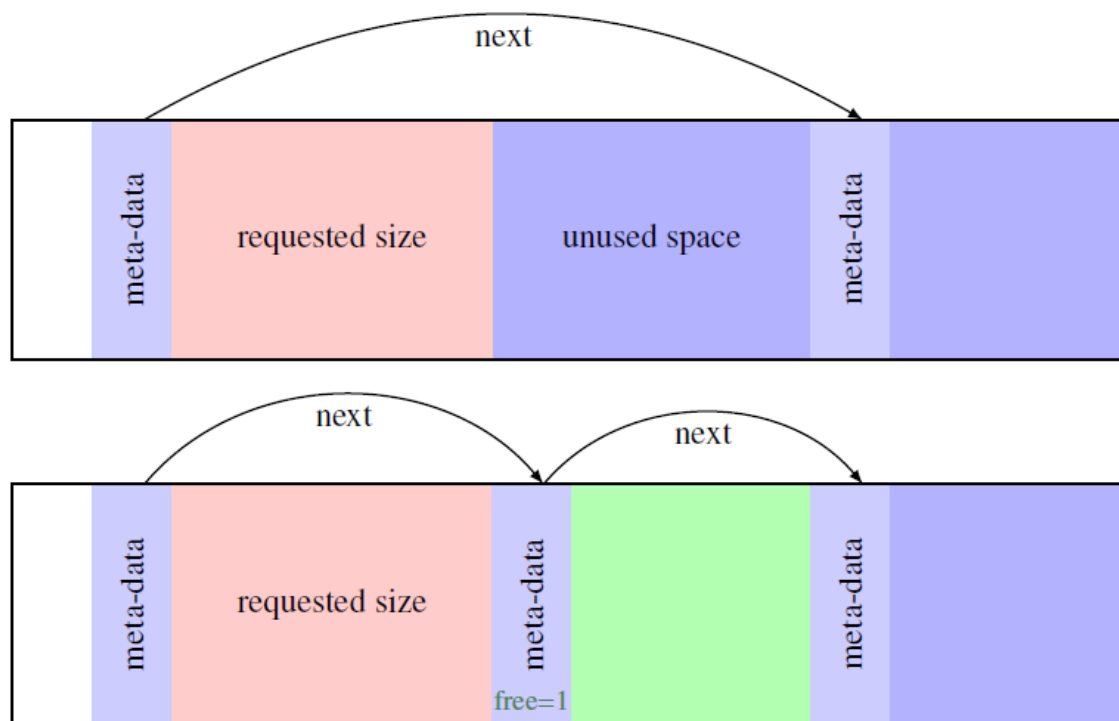 next
meta-data
requested size
unused space
meta-data
next
next
meta-data
requested size
meta-data
free=1
meta-data